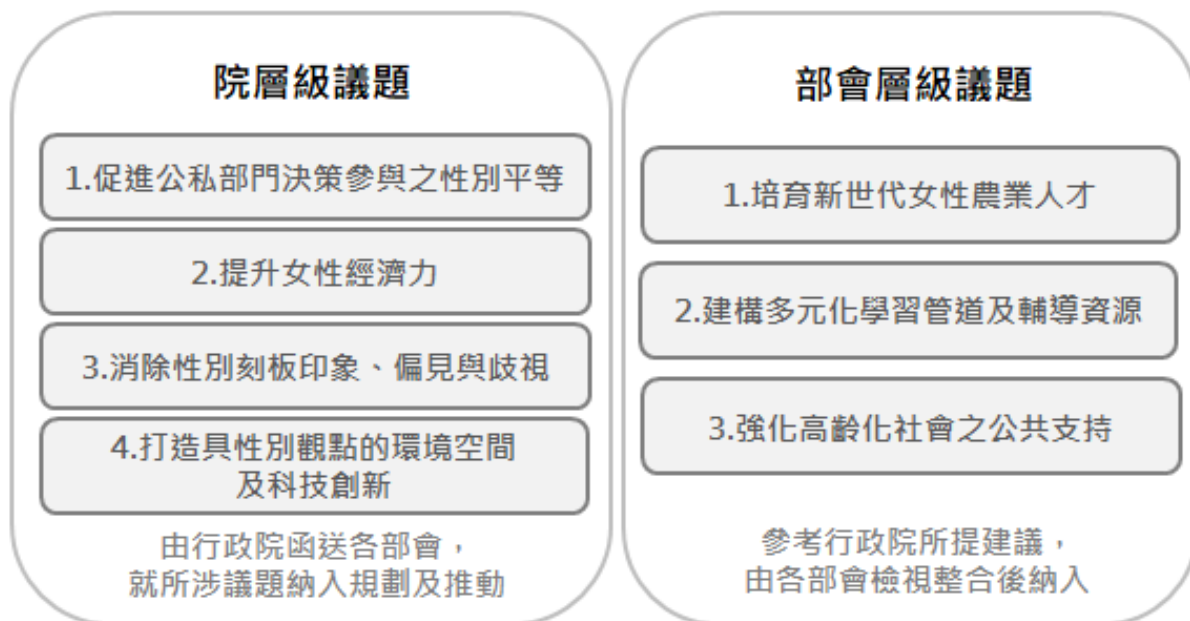 院層級議題
1.促進公私部門決策參與之性別平等
2.提升女性經濟力
3.消除性別刻板印象、偏見與歧視
4.打造具性別觀點的環境空間
及科技創新
由行政院函送各部會，
就所涉議題納入規劃及推動
部會層級議題
1.培育新世代女性農業人才
2.建構多元化學習管道及輔導資源
3.強化高齡化社會之公共支持
參考行政院所提建議，
由各部會檢視整合後納入